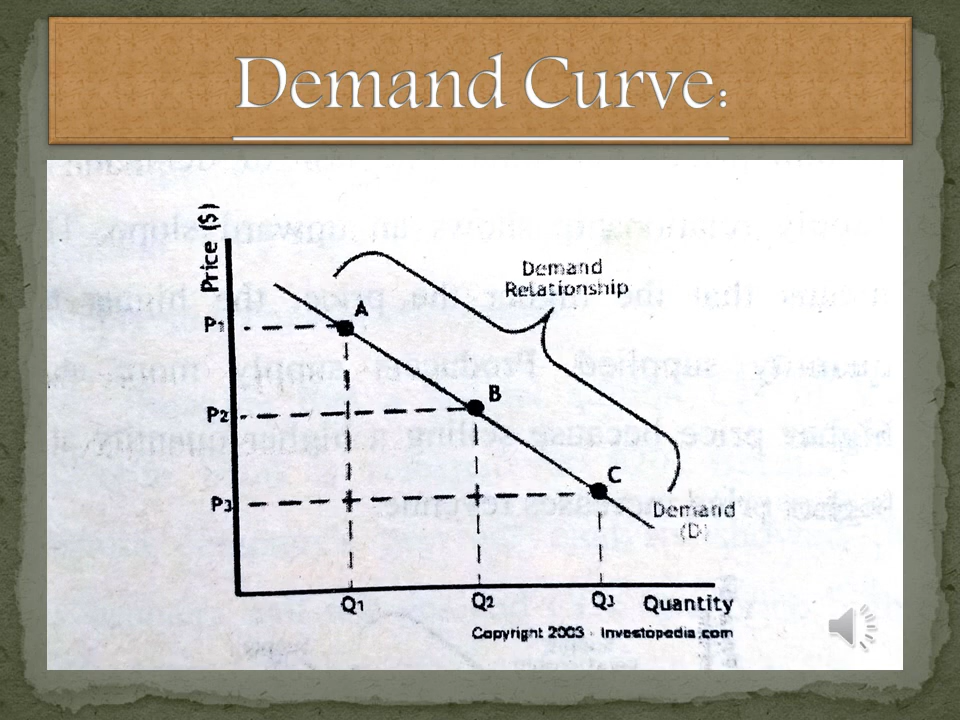 Demand Curve:
Price ($)
Demand
Relationship
A
P1
B
P2
C
P3
Demand
(D)
Q1 Q2 Q3 Quantity
Copyright 2003 Investopedia.com